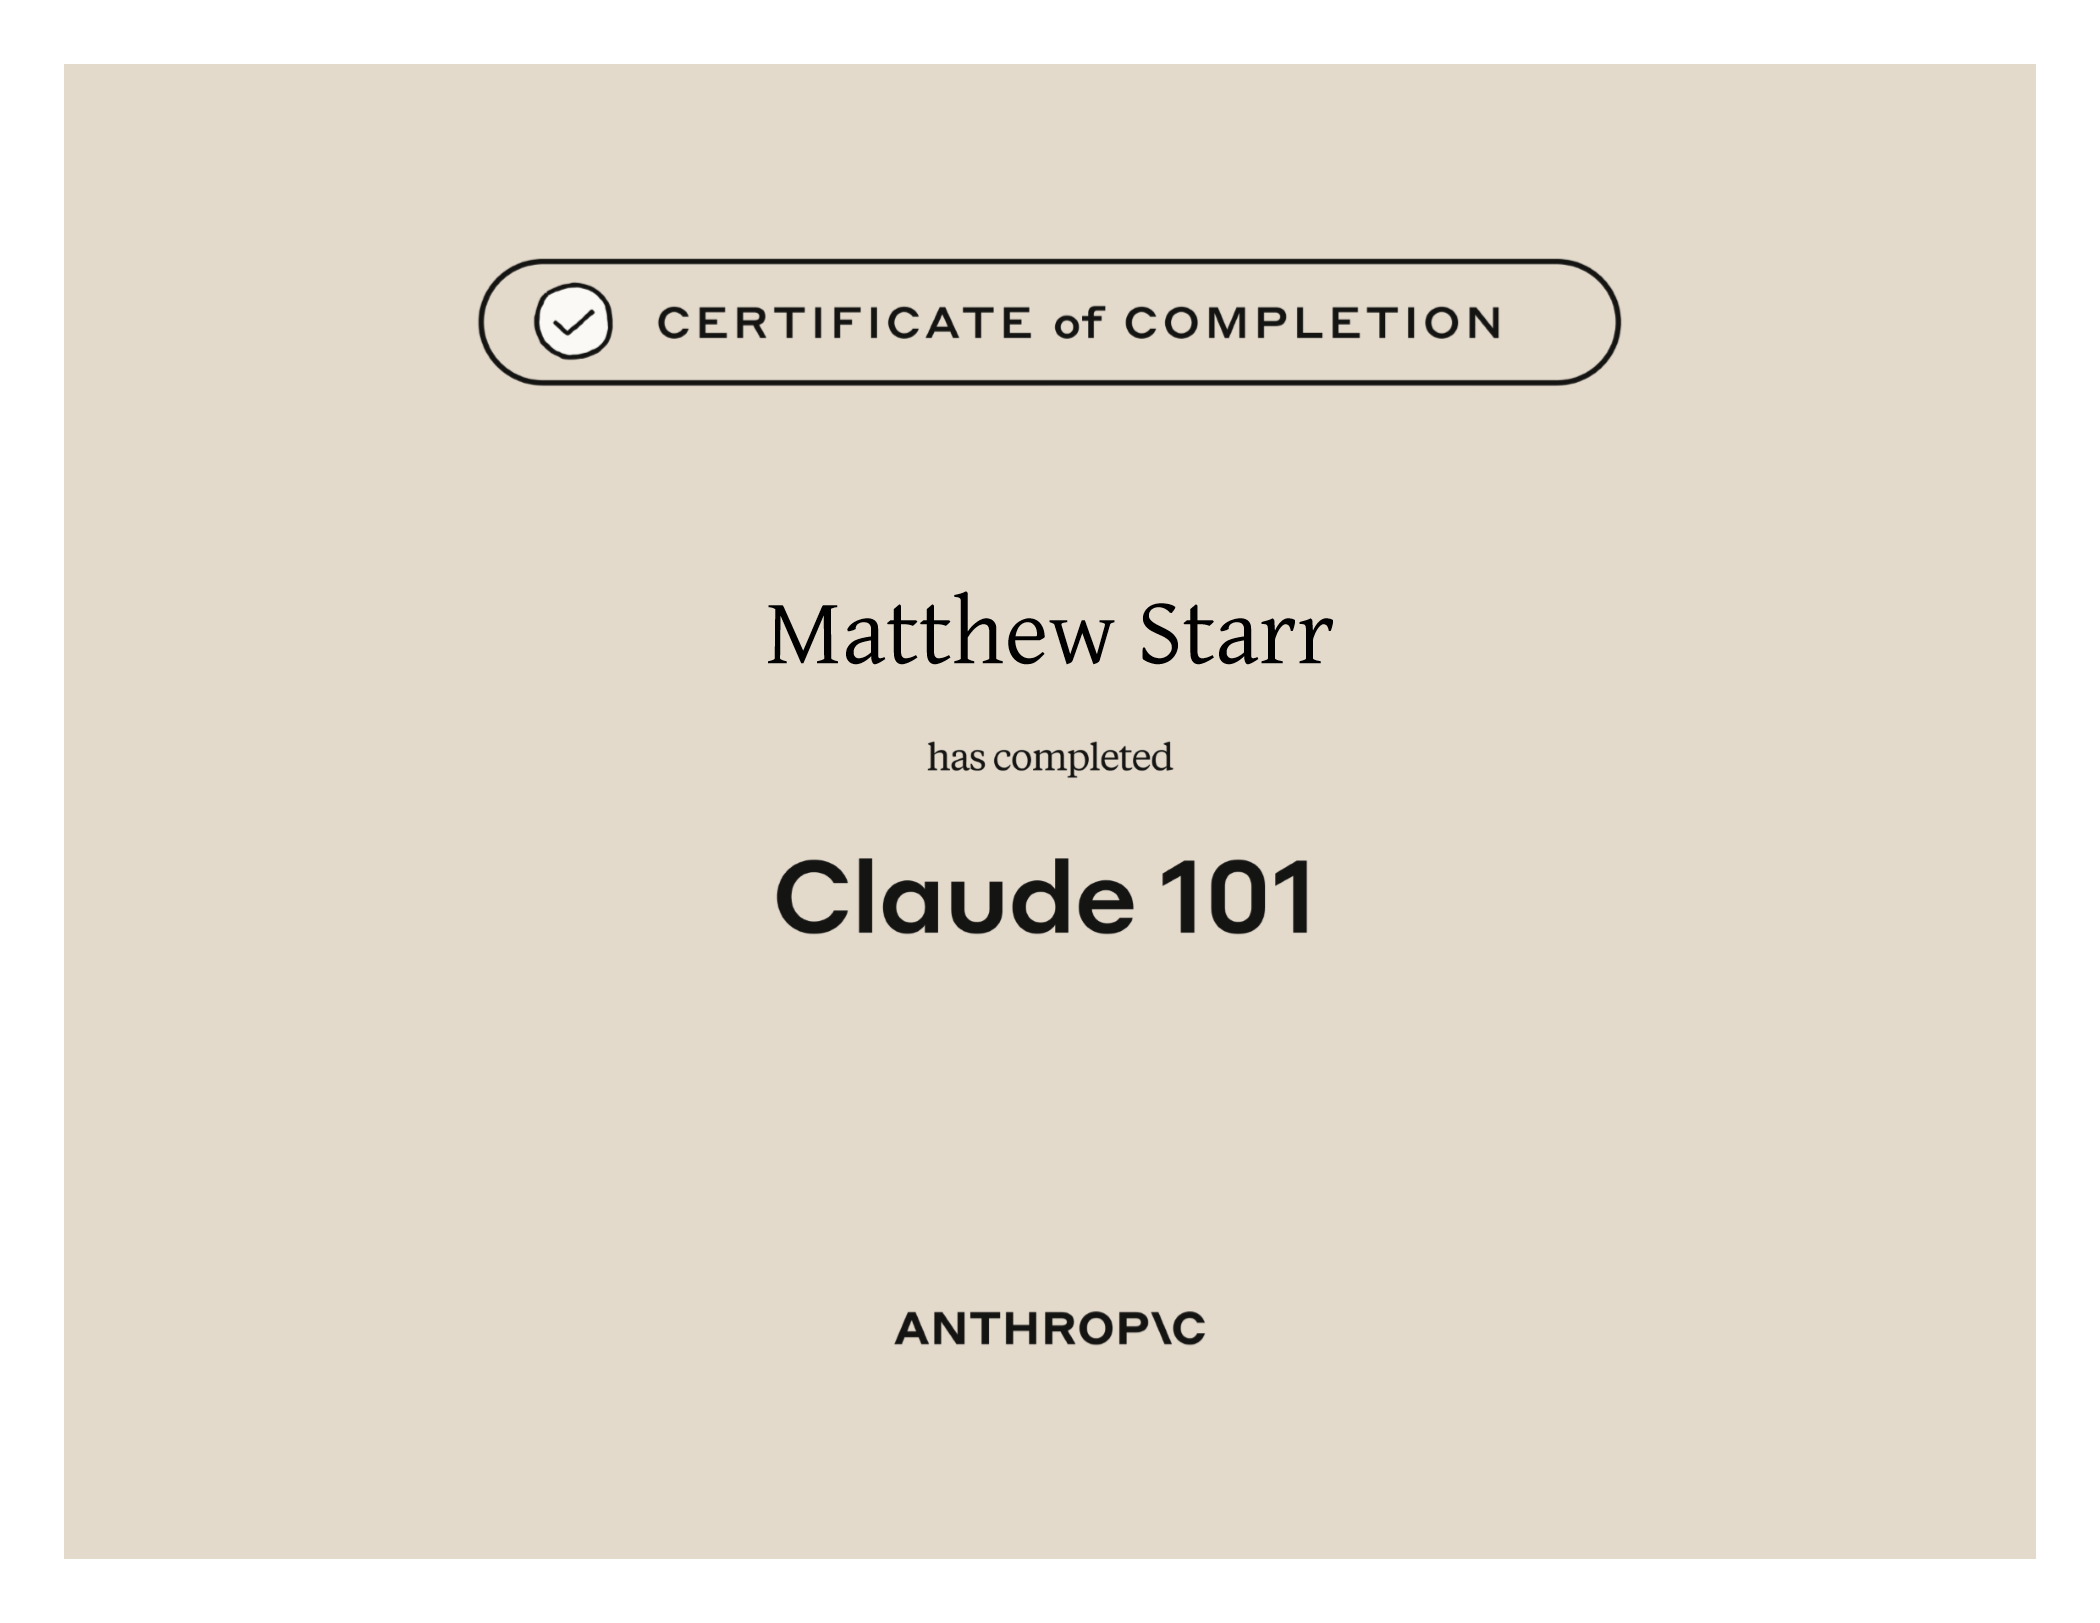 CERTIFICATE of COMPLETION
Matthew Starr
has completed
Claude 101
ANTHROP\C